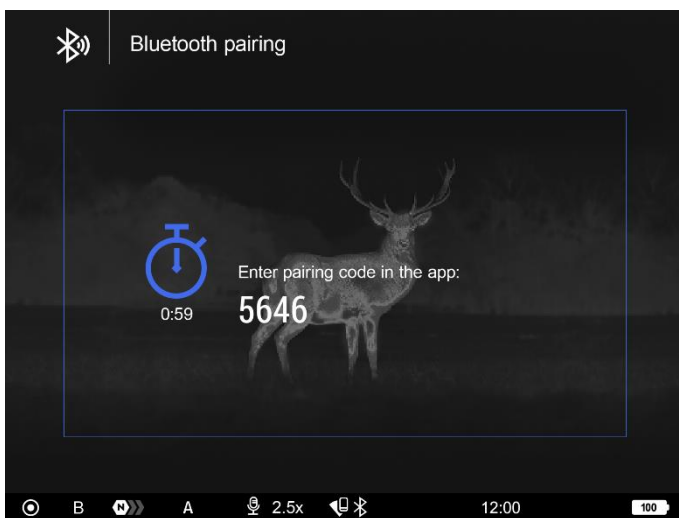 Bluetooth pairing
Enter pairing code in the app:
5646
0:59
B N A 2.5x 12:00 100